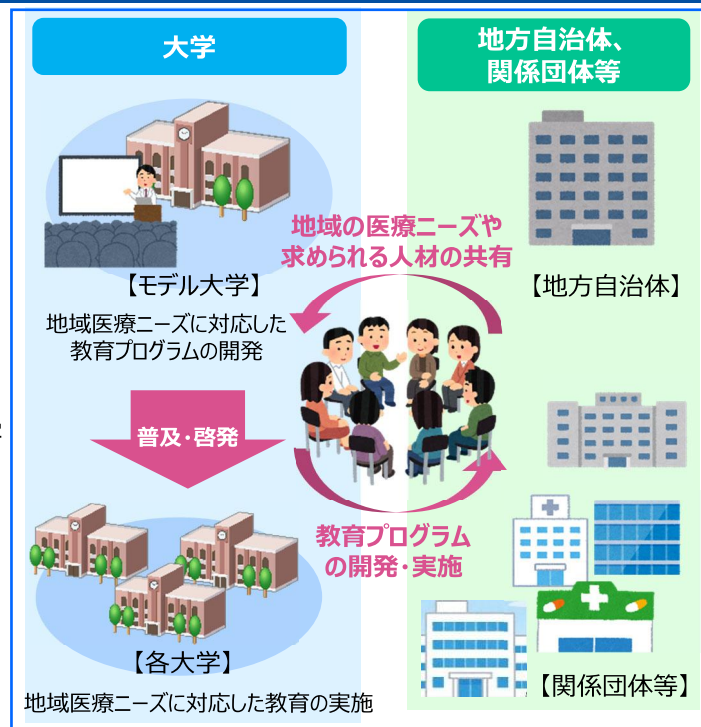 大学
地方自治体、
関係団体等
地域の医療ニーズや
求められる人材の共有
【モデル大学】
【地方自治体】
地域医療ニーズに対応した
教育プログラムの開発
普及・啓発
教育プログラム
の開発・実施
【各大学】
【関係団体等】
地域医療ニーズに対応した教育の実施